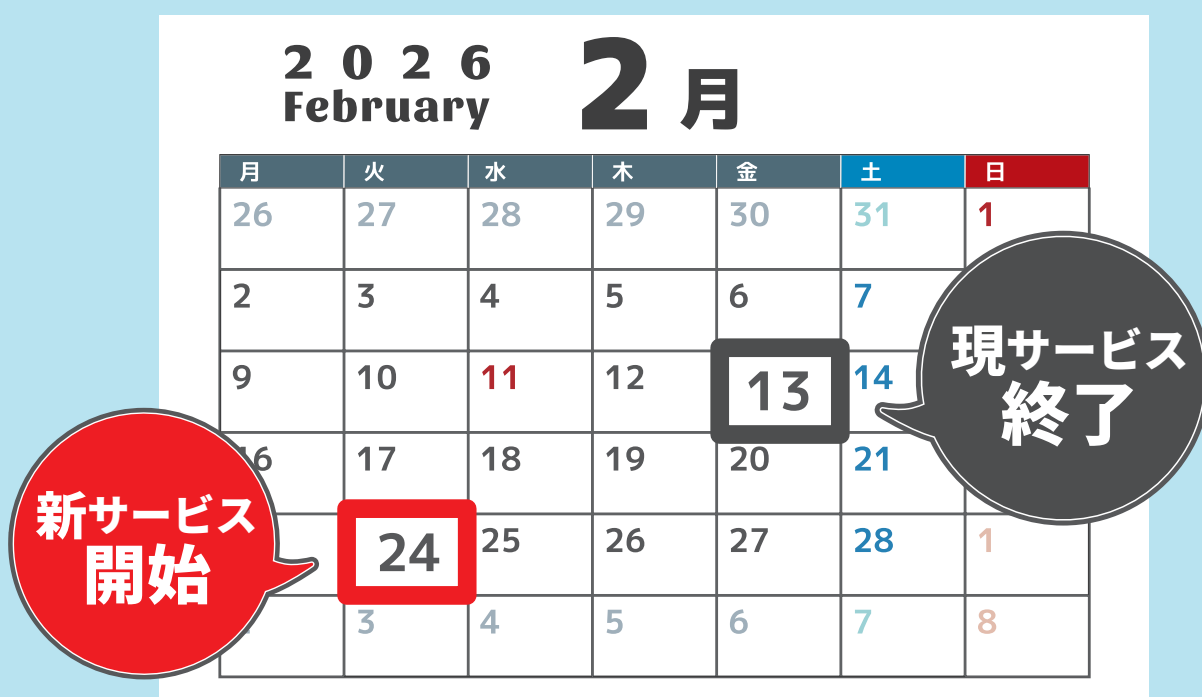 2026
February
2月
月 火 水 木 金 土 日
26 27 28 29 30 31 1
2 3 4 5 6 7
9 10 11 12 13 14
現サービス
終了
17 18 19 20 21
新サービス
開始
24 25 26 27 28 1
3 4 5 6 7 8